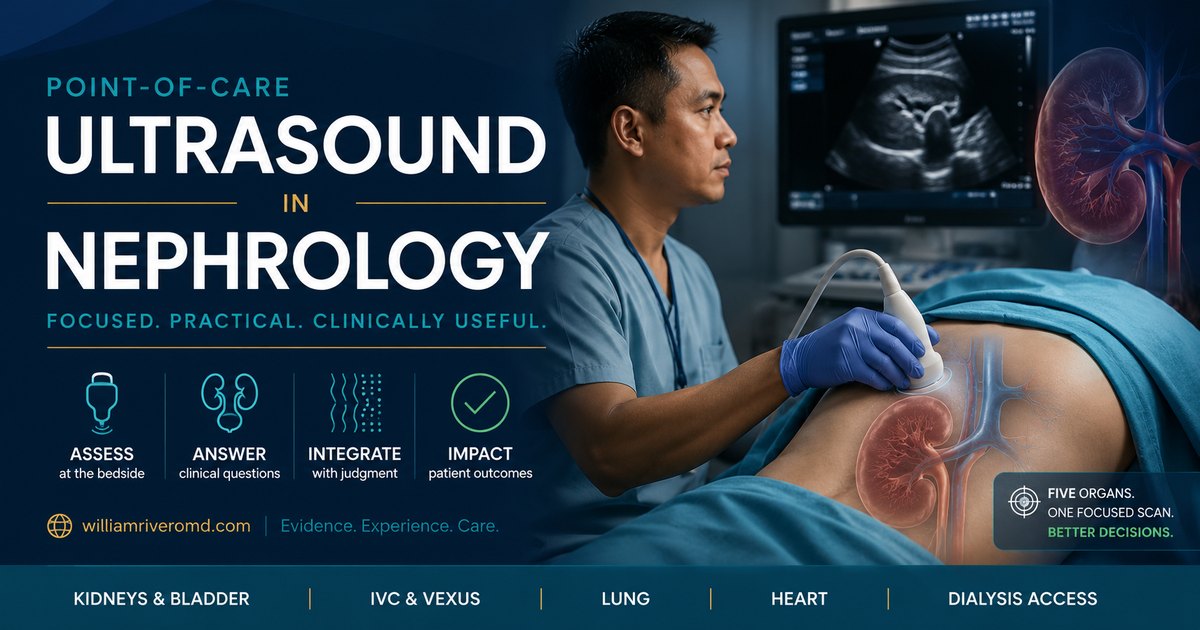 POINT-OF-CARE
ULTRASOUND
IN
NEPHROLOGY
FOCUSED. PRACTICAL. CLINICALLY USEFUL.
ASSESS
at the bedside
ANSWER
clinical questions
INTEGRATE
with judgment
IMPACT
patient outcomes
williamriveromd.com
Evidence. Experience. Care.
FIVE ORGANS.
ONE FOCUSED SCAN.
BETTER DECISIONS.
KIDNEYS & BLADDER
IVC & VEXUS
LUNG
HEART
DIALYSIS ACCESS